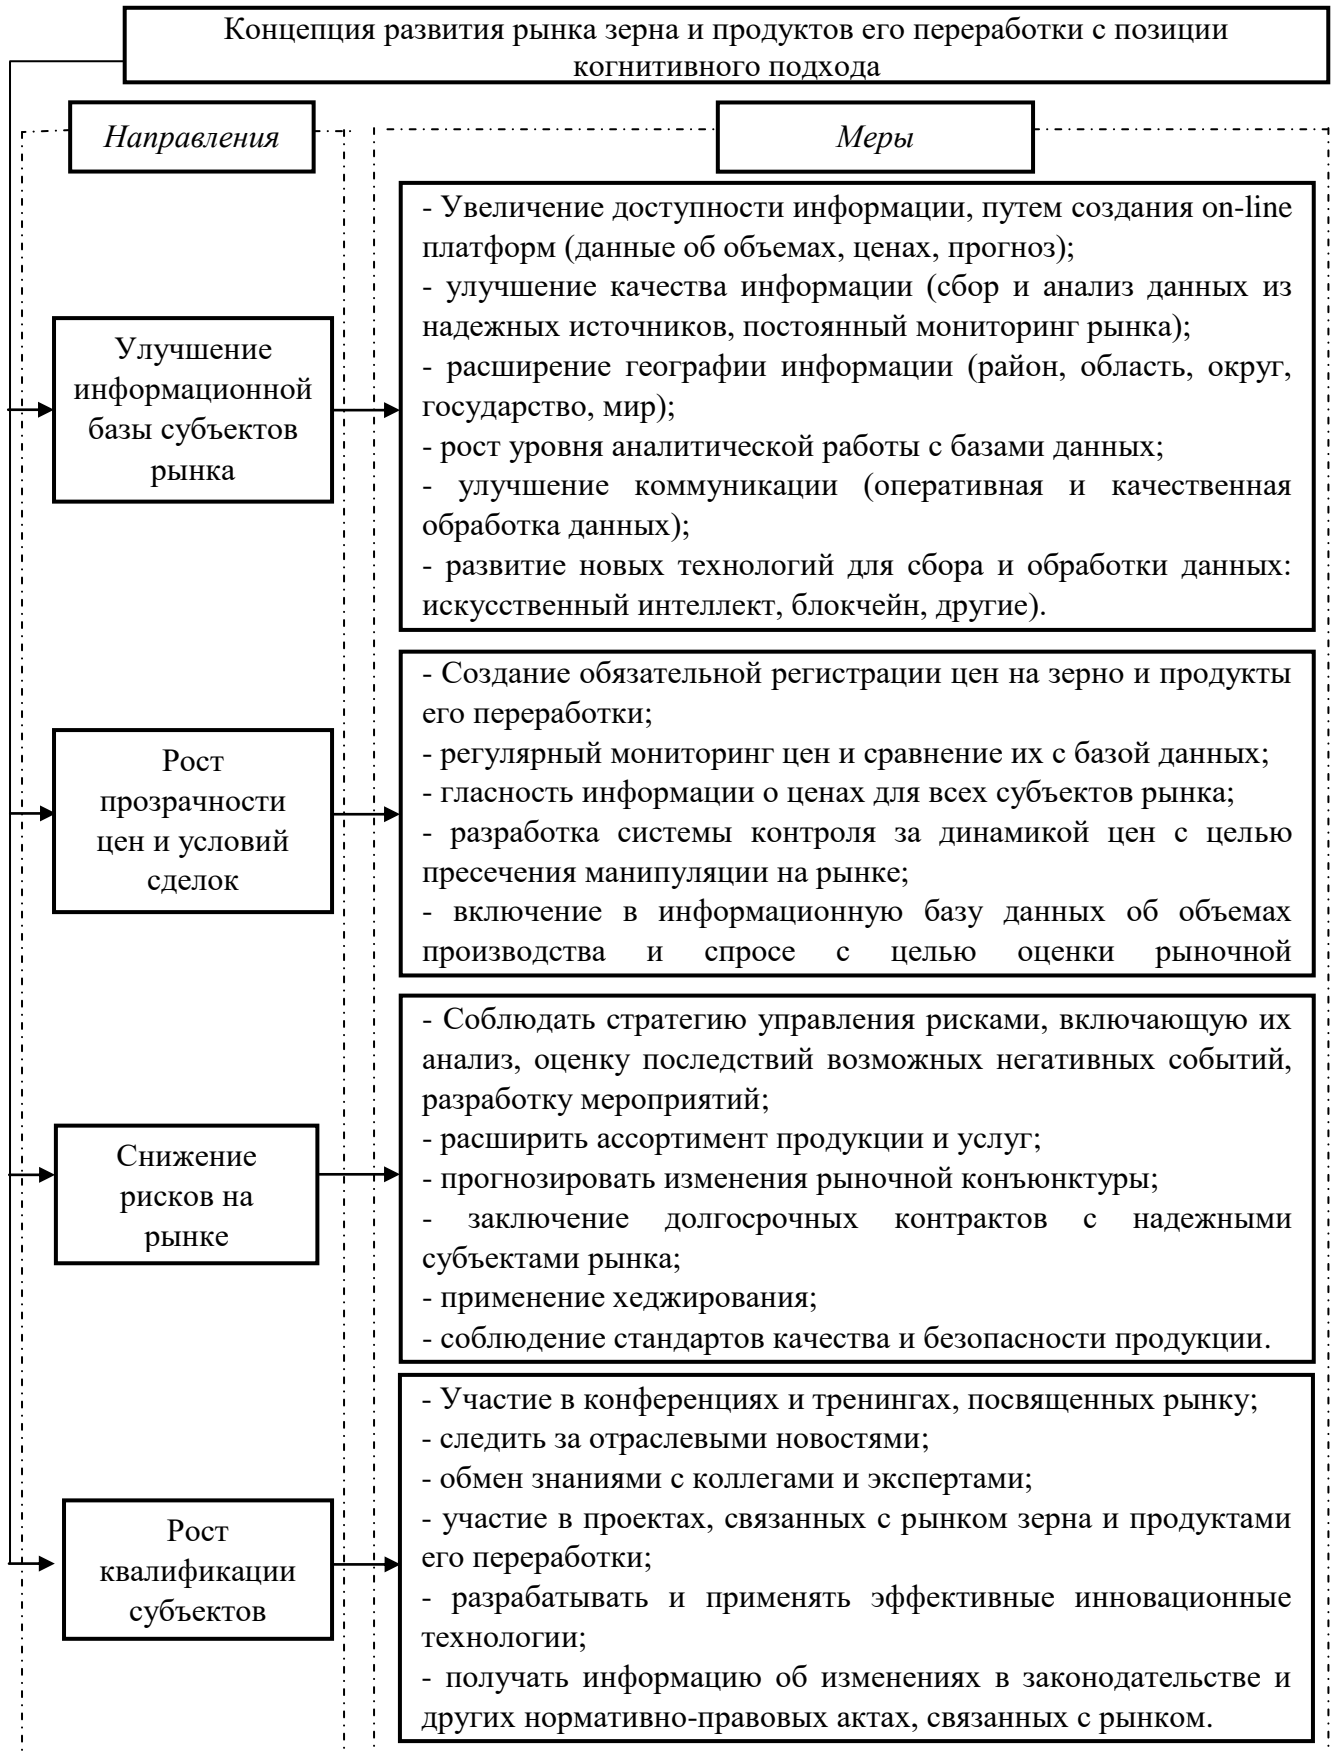 Концепция развития рынка зерна и продуктов его переработки с позиции
когнитивного подхода
Направления
Меры
Улучшение
информационной
базы субъектов
рынка
- Увеличение доступности информации, путем создания on-line
платформ (данные об объемах, ценах, прогноз);
- улучшение качества информации (сбор и анализ данных из
надежных источников, постоянный мониторинг рынка);
- расширение географии информации (район, область, округ,
государство, мир);
- рост уровня аналитической работы с базами данных;
- улучшение коммуникации (оперативная и качественная
обработка данных);
- развитие новых технологий для сбора и обработки данных:
искусственный интеллект, блокчейн, другие).
Рост
прозрачности
цен и условий
сделок
- Создание обязательной регистрации цен на зерно и продукты
его переработки;
- регулярный мониторинг цен и сравнение их с базой данных;
- гласность информации о ценах для всех субъектов рынка;
- разработка системы контроля за динамикой цен с целью
пресечения манипуляции на рынке;
- включение в информационную базу данных об объемах
производства и спросе с целью оценки рыночной
Снижение
рисков на
рынке
- Соблюдать стратегию управления рисками, включающую их
анализ, оценку последствий возможных негативных событий,
разработку мероприятий;
- расширить ассортимент продукции и услуг;
- прогнозировать изменения рыночной конъюнктуры;
- заключение долгосрочных контрактов с надежными
субъектами рынка;
- применение хеджирования;
- соблюдение стандартов качества и безопасности продукции.
Рост
квалификации
субъектов
- Участие в конференциях и тренингах, посвященных рынку;
- следить за отраслевыми новостями;
- обмен знаниями с коллегами и экспертами;
- участие в проектах, связанных с рынком зерна и продуктами
его переработки;
- разрабатывать и применять эффективные инновационные
технологии;
- получать информацию об изменениях в законодательстве и
других нормативно-правовых актах, связанных с рынком.